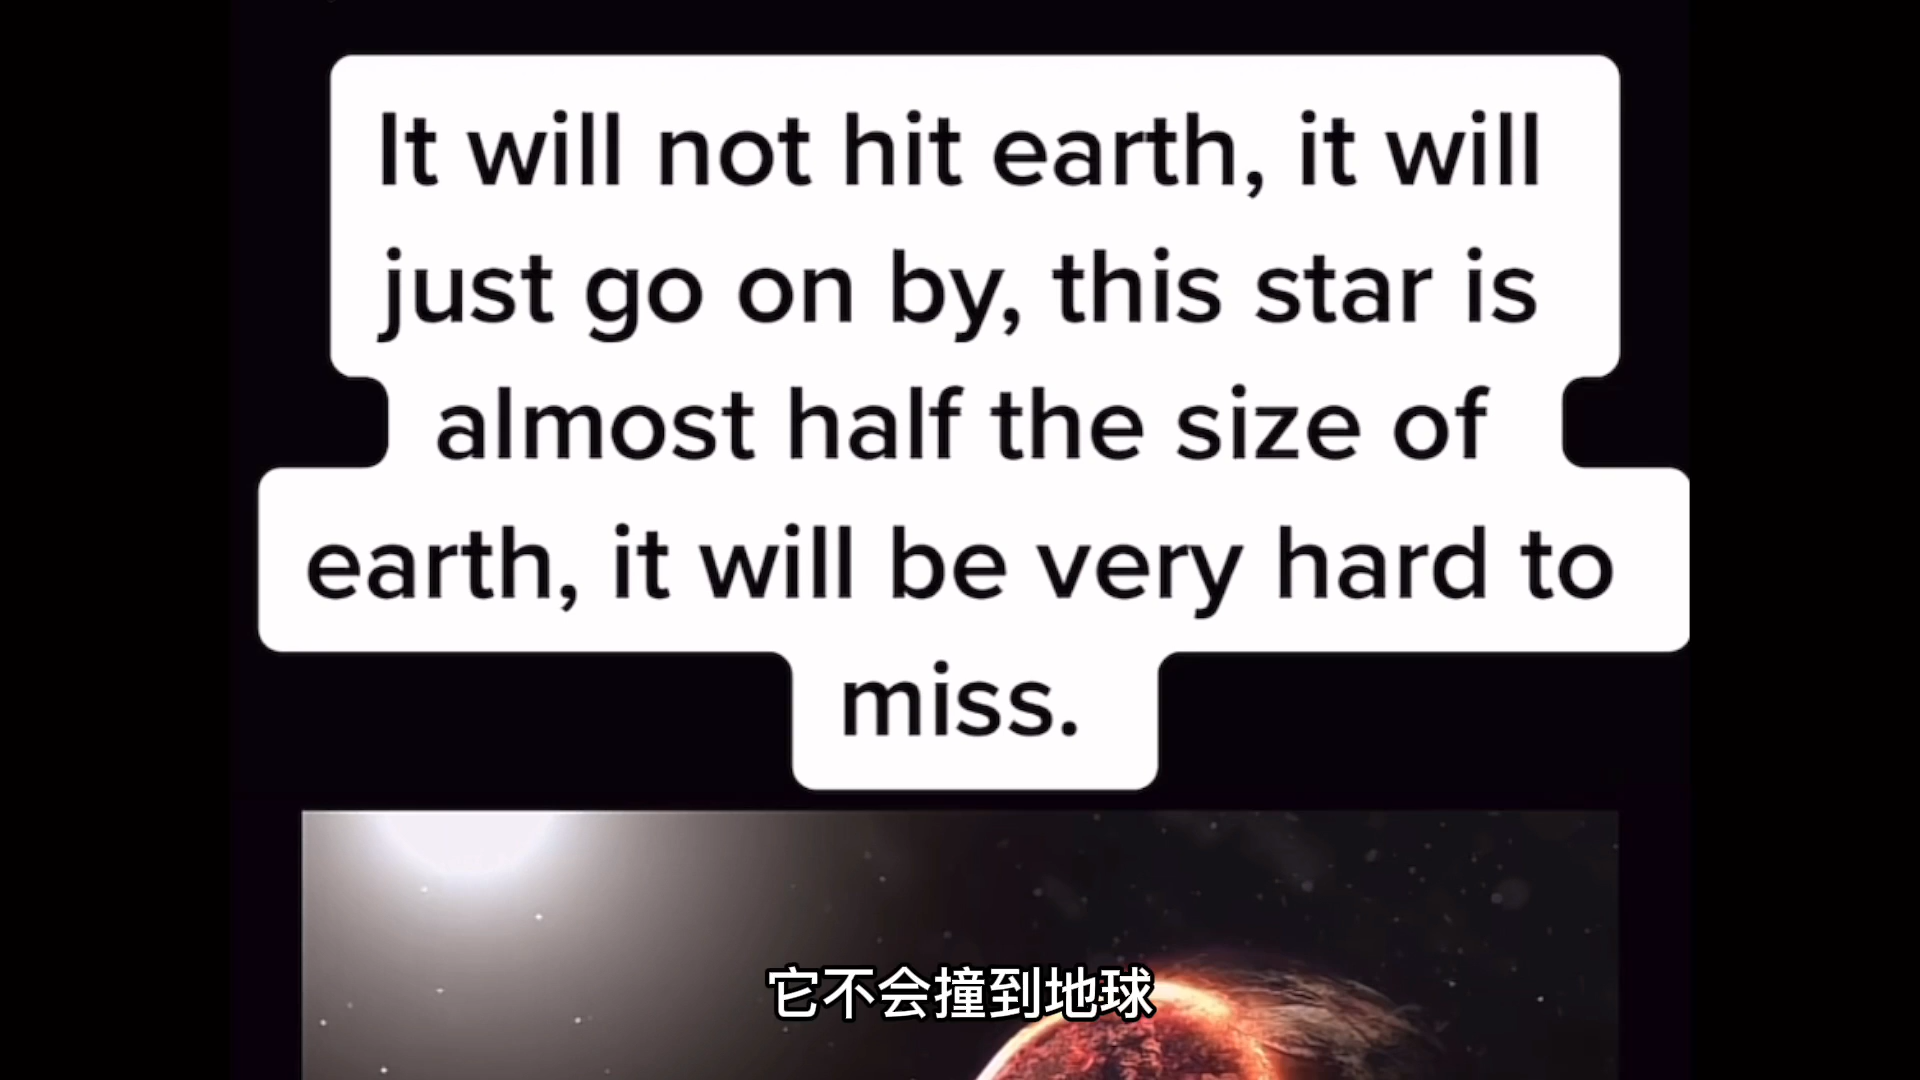 It will not hit earth, it will
just go on by, this star is
almost half the size of
earth, it will be very hard to
miss.
它不会撞到地球